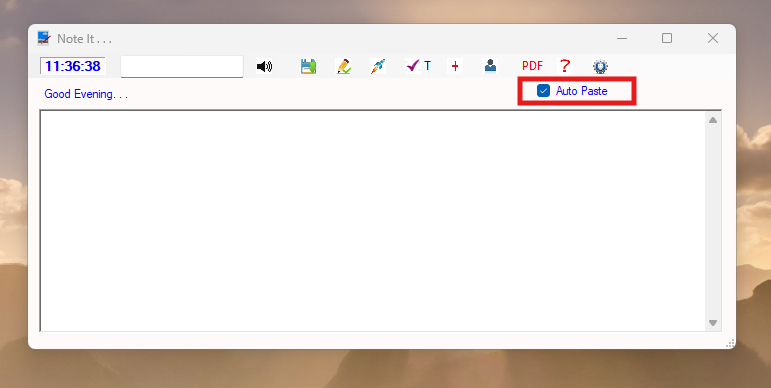 Note It . . .
11:36:38
T
PDF
?
Good Evening. . .
Auto Paste